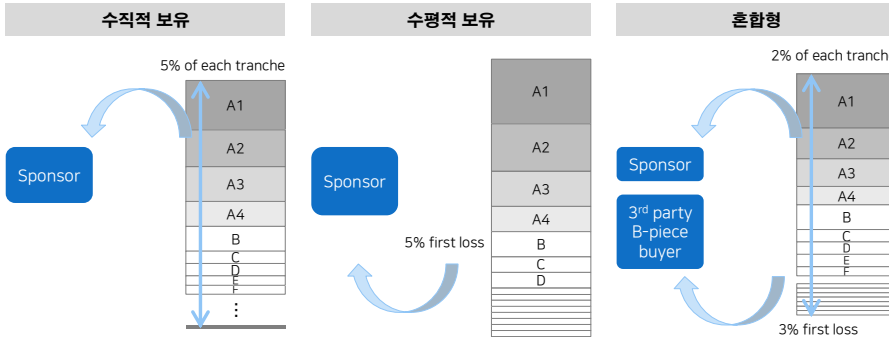 수직적 보유
5% of each tranche
A1
A2
A3
A4
B
C
D
E
F
⋮
Sponsor
수평적 보유
A1
A2
A3
A4
B
C
D
Sponsor
5% first loss
혼합형
2% of each tranch
A1
A2
A3
A4
B
C
D
E
F
Sponsor
3rd party
B-piece
buyer
3% first loss